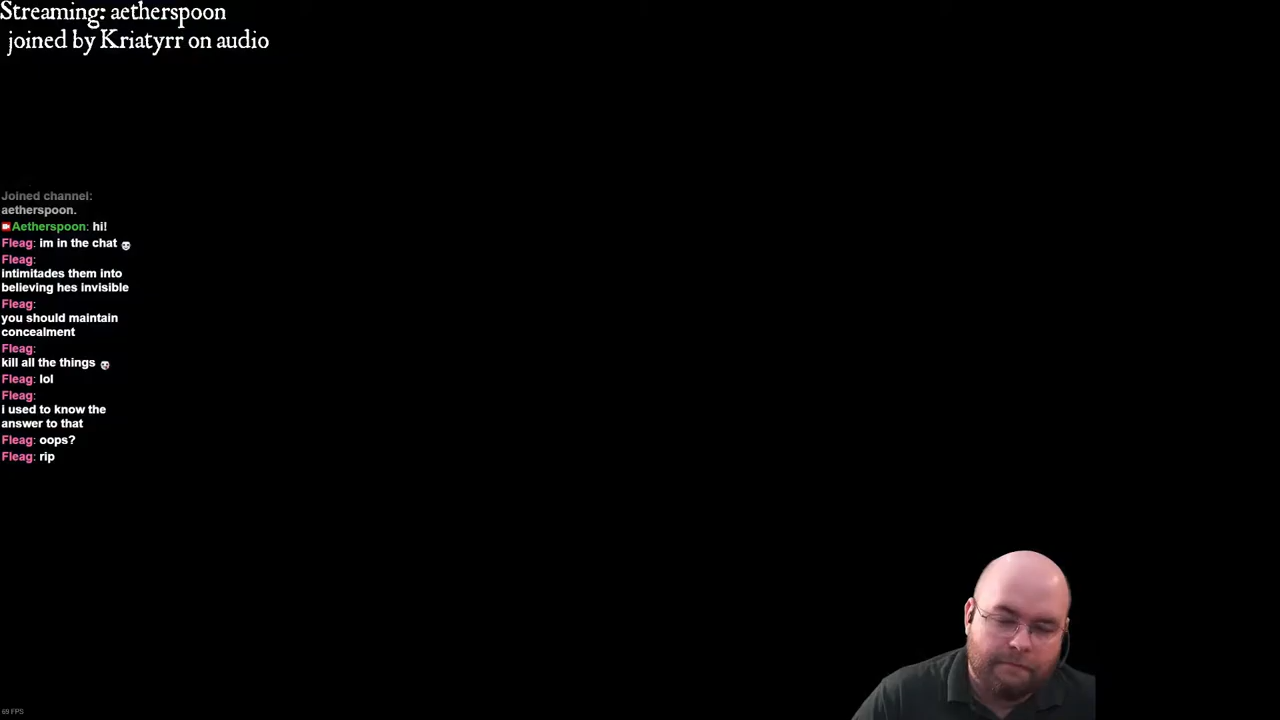 Streaming: aetherspoon
joined by Kriatyrr on audio
Joined channel:
aetherspoon.
Aetherspoon: hi!
Fleag: im in the chat
Fleag:
intimitades them into
believing hes invisible
Fleag:
you should maintain
concealment
Fleag:
kill all the things
Fleag: lol
Fleag:
i used to know the
answer to that
Fleag: oops?
Fleag: rip
69 FPS